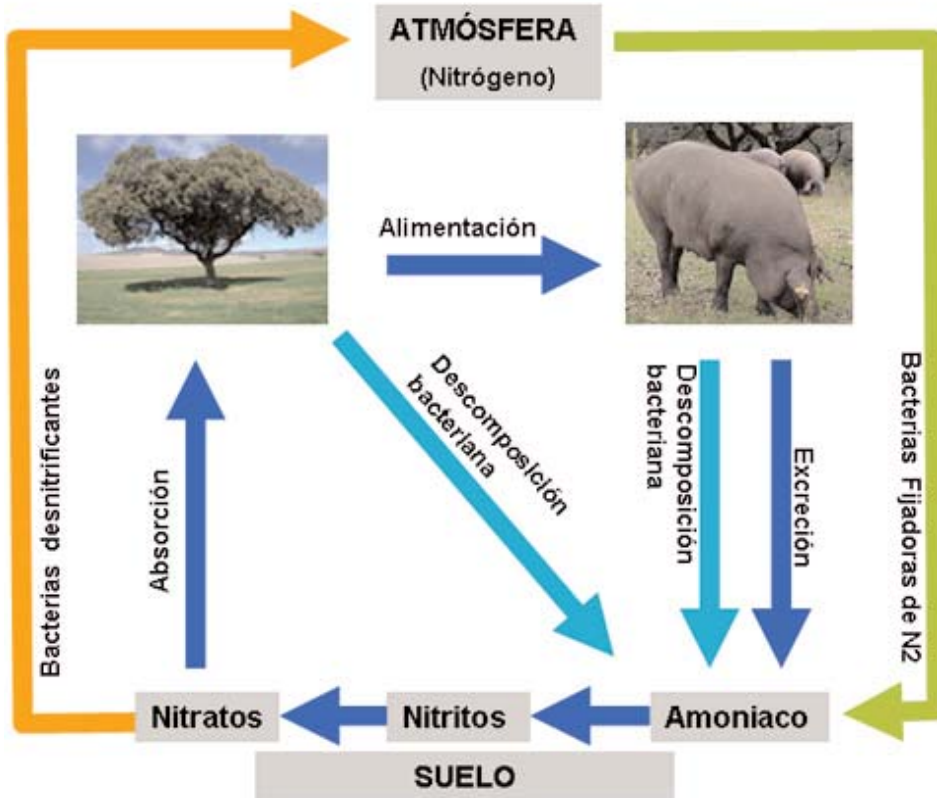 ATMÓSFERA
(Nitrógeno)
Alimentación
Bacterias desnitrificantes
Absorción
Descomposición
bacteriana
Descomposición
bacteriana
Excreción
Bacterias Fijadoras de N2
Nitratos
Nitritos
Amoniaco
SUELO